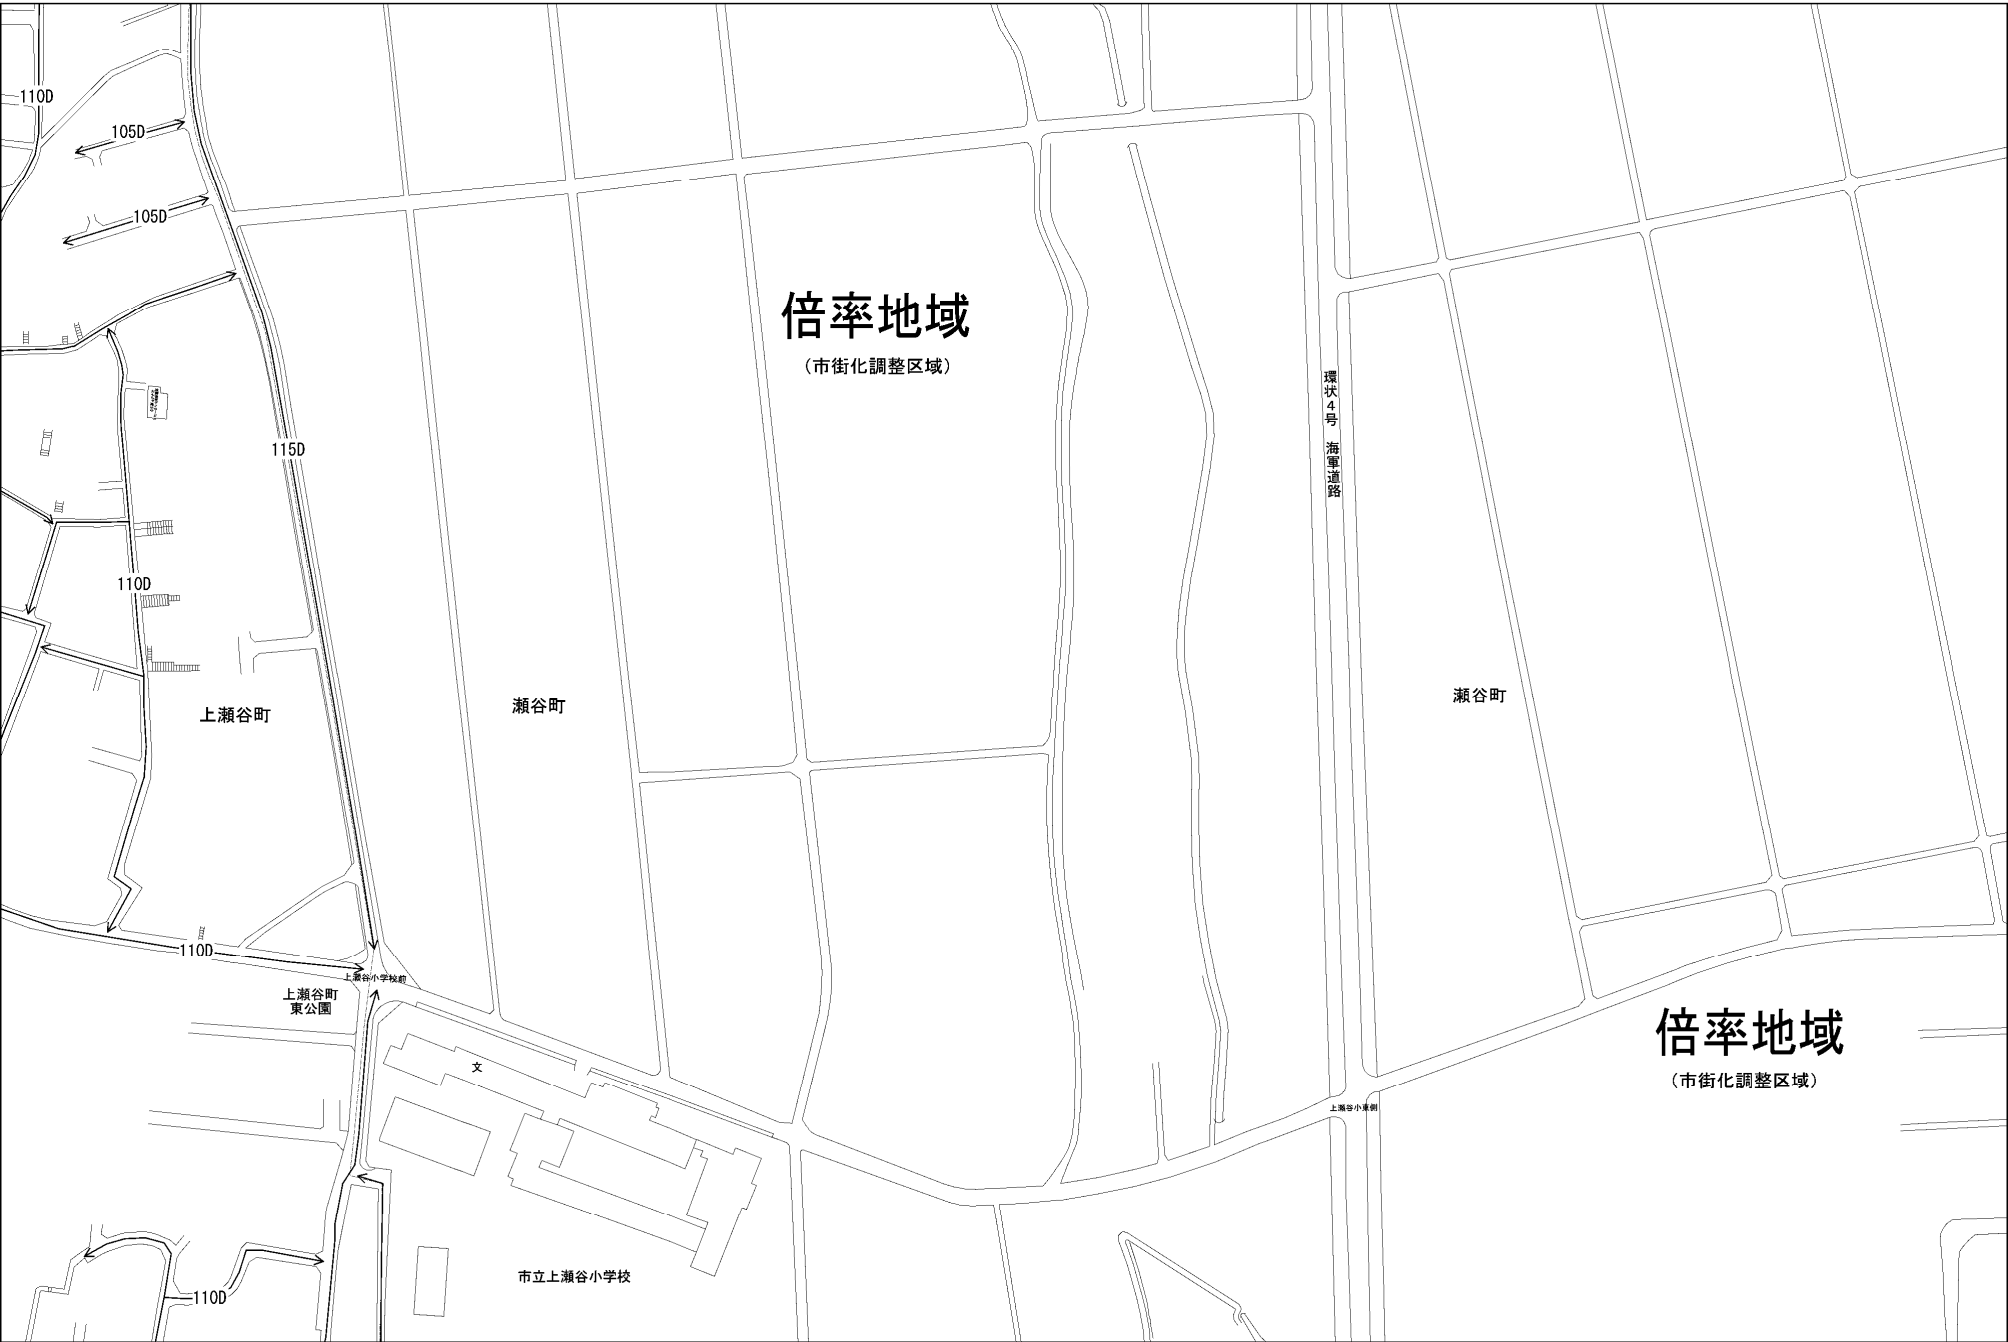 110D
105D
105D
倍率地域
(市街化調整区域)
環状4号 海軍道路
115D
110D
瀬谷町
瀬谷町
上瀬谷町
110D
上瀬谷小学校前
上瀬谷町
東公園
倍率地域
(市街化調整区域)
文
上瀬谷小東側
市立上瀬谷小学校
110D